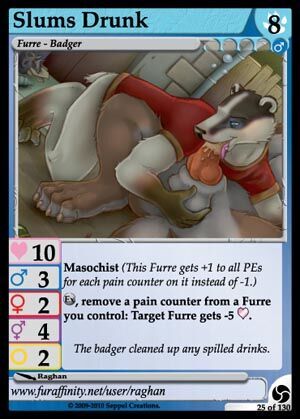 Slums Drunk
8
Furre - Badger
♂
♥ 10
♂ 3
♀ 2
⚥ 4
2
Masochist (This Furre gets +1 to all PEs
for each pain counter on it instead of -1.)
Ex, remove a pain counter from a Furre
you control: Target Furre gets -5 ♥.
The badger cleaned up any spilled drinks.
Raghan
www.furaffinity.net/user/raghan
© 2009-2010 Seppel Creations.
25 of 130